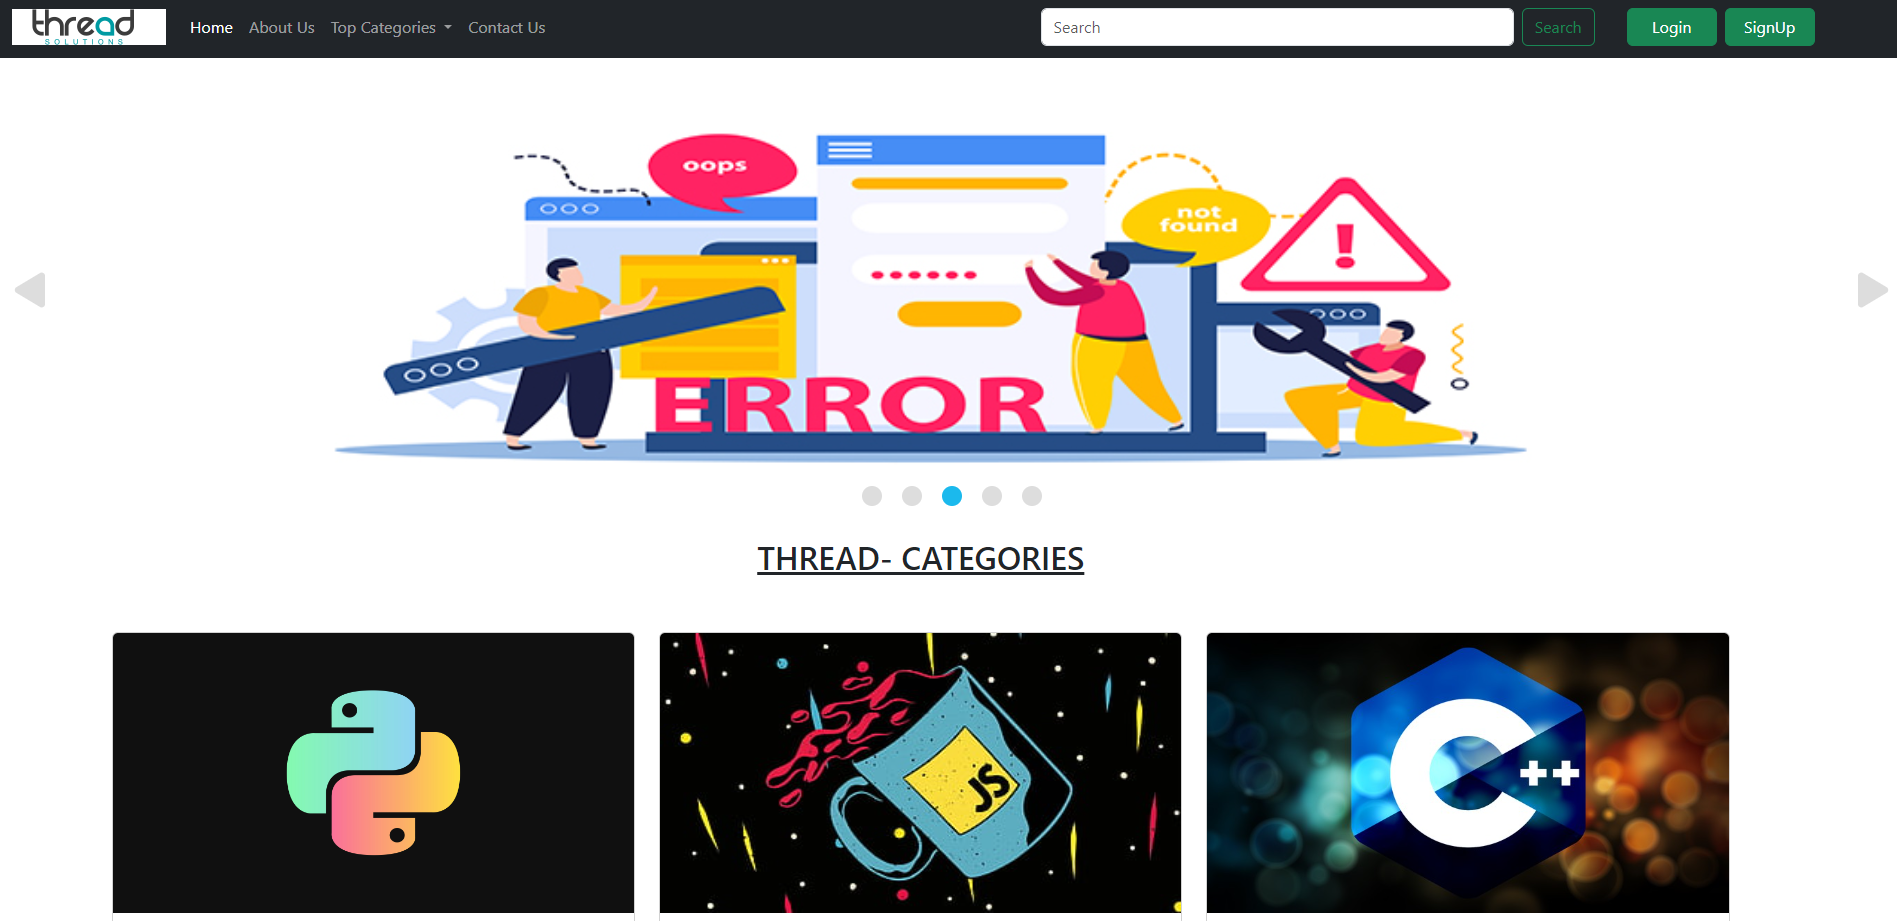 thread
SOLUTIONS
Home About Us Top Categories Contact Us Search Search Login SignUp
oops
not
found
!
ERROR
THREAD- CATEGORIES
JS
C++